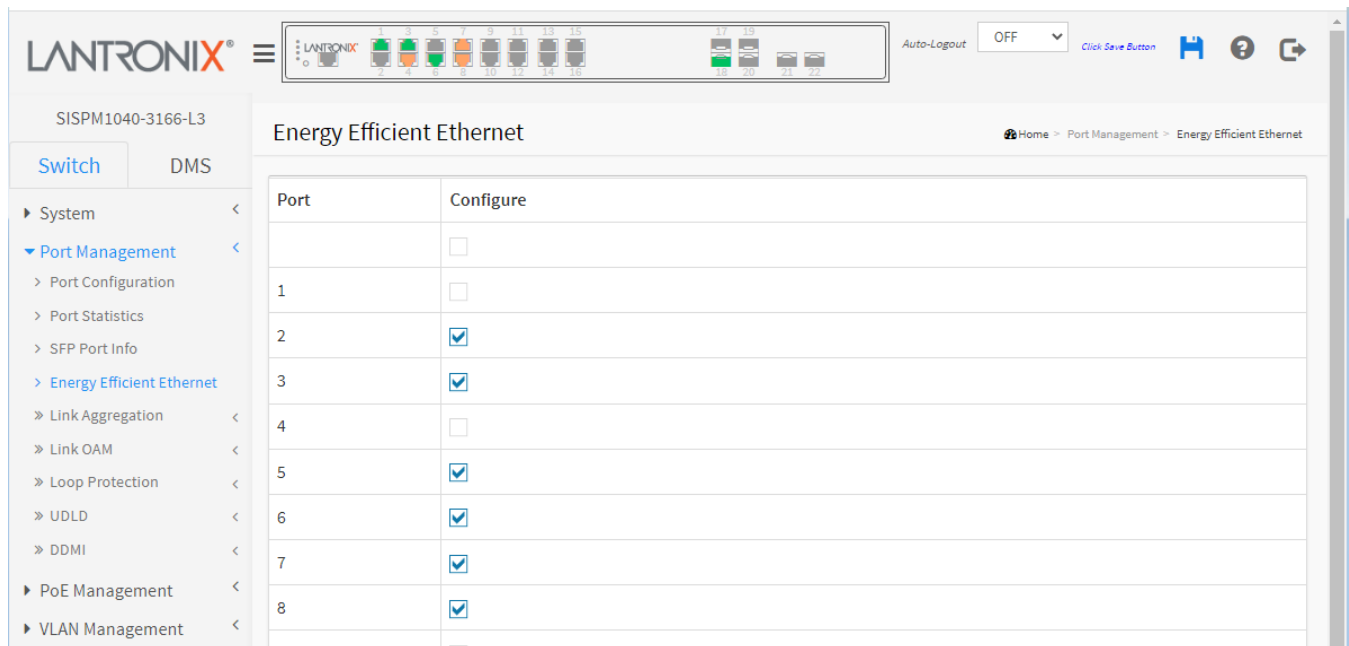 LANTRONIX®
LANTRONIX
1 3 5 7 9 11 13 15 17 19
2 4 6 8 10 12 14 16 18 20 21 22
Auto-Logout OFF Click Save Button
SISPM1040-3166-L3
Switch DMS
System
Port Management
Port Configuration
Port Statistics
SFP Port Info
Energy Efficient Ethernet
Link Aggregation
Link OAM
Loop Protection
UDLD
DDMI
PoE Management
VLAN Management
Energy Efficient Ethernet
Home > Port Management > Energy Efficient Ethernet
Port Configure
1
2
3
4
5
6
7
8